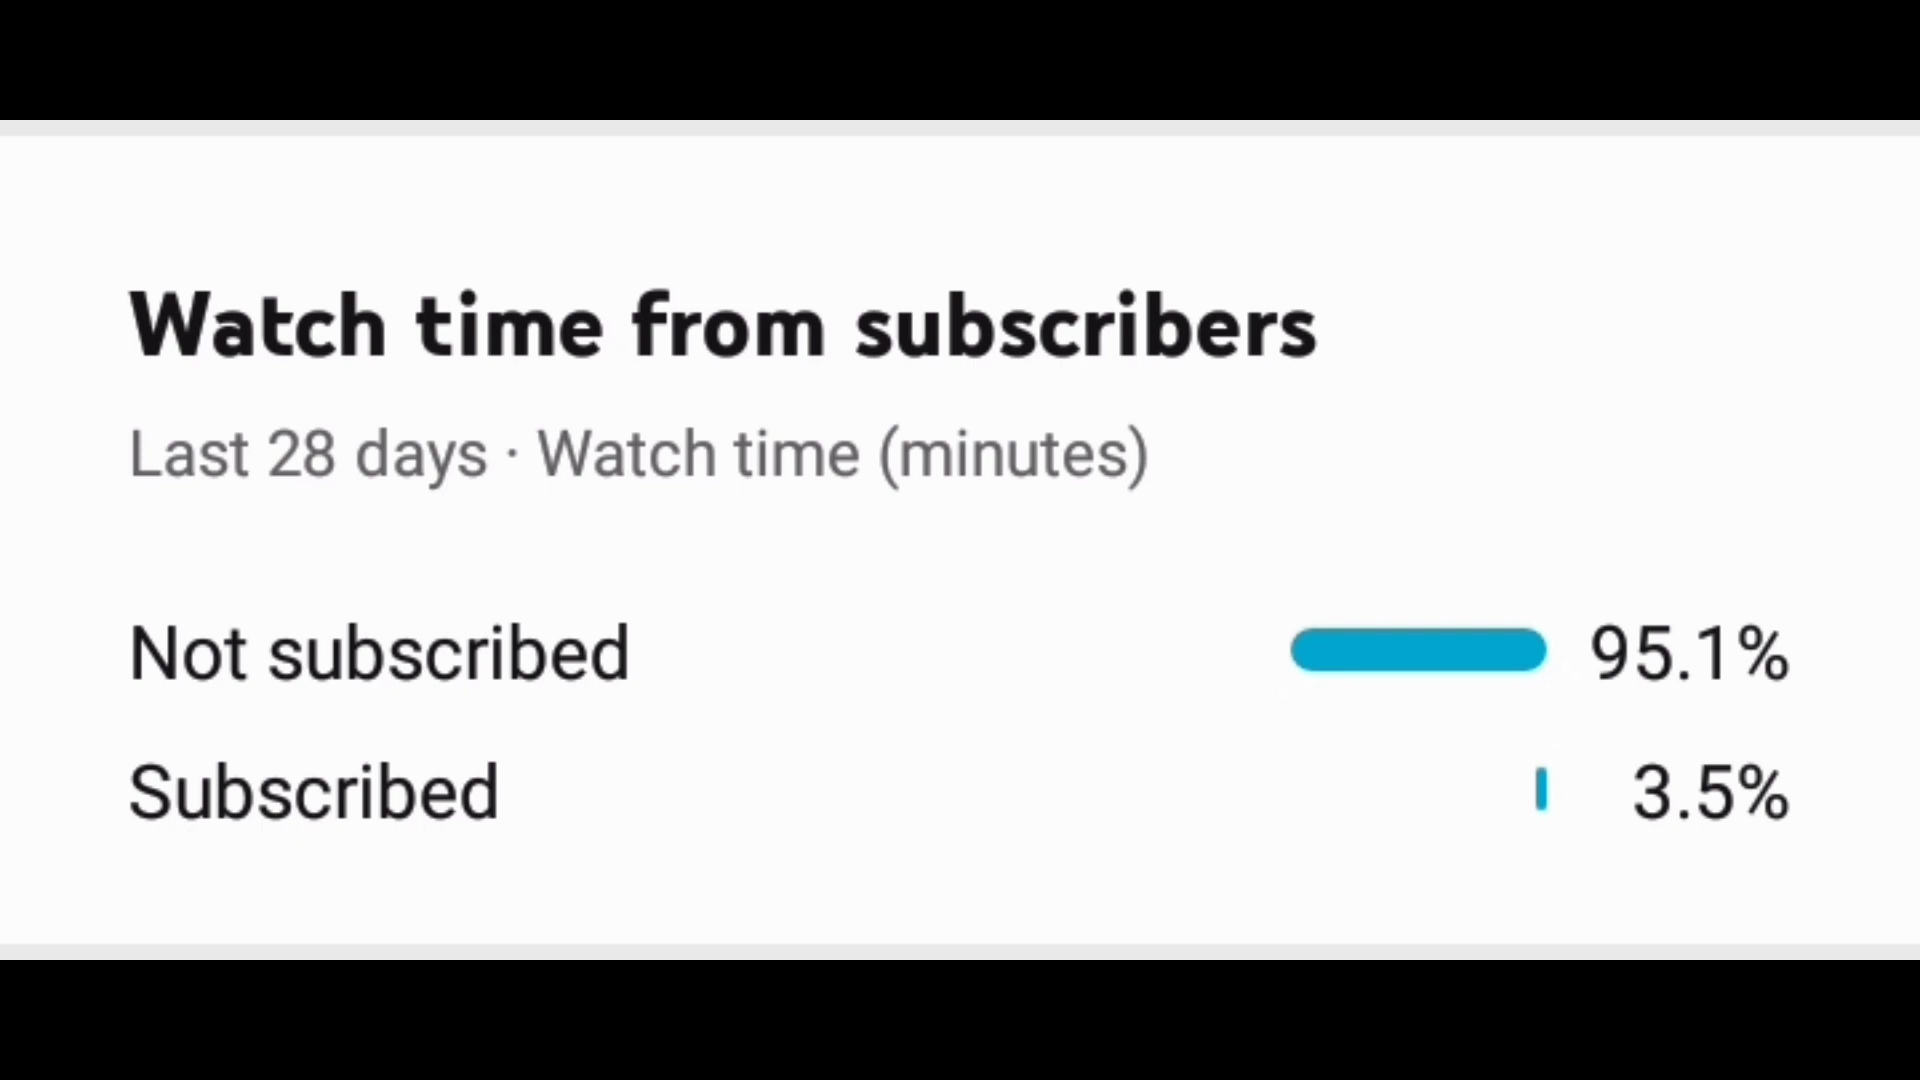 Watch time from subscribers
Last 28 days · Watch time (minutes)
Not subscribed 95.1%
Subscribed 3.5%